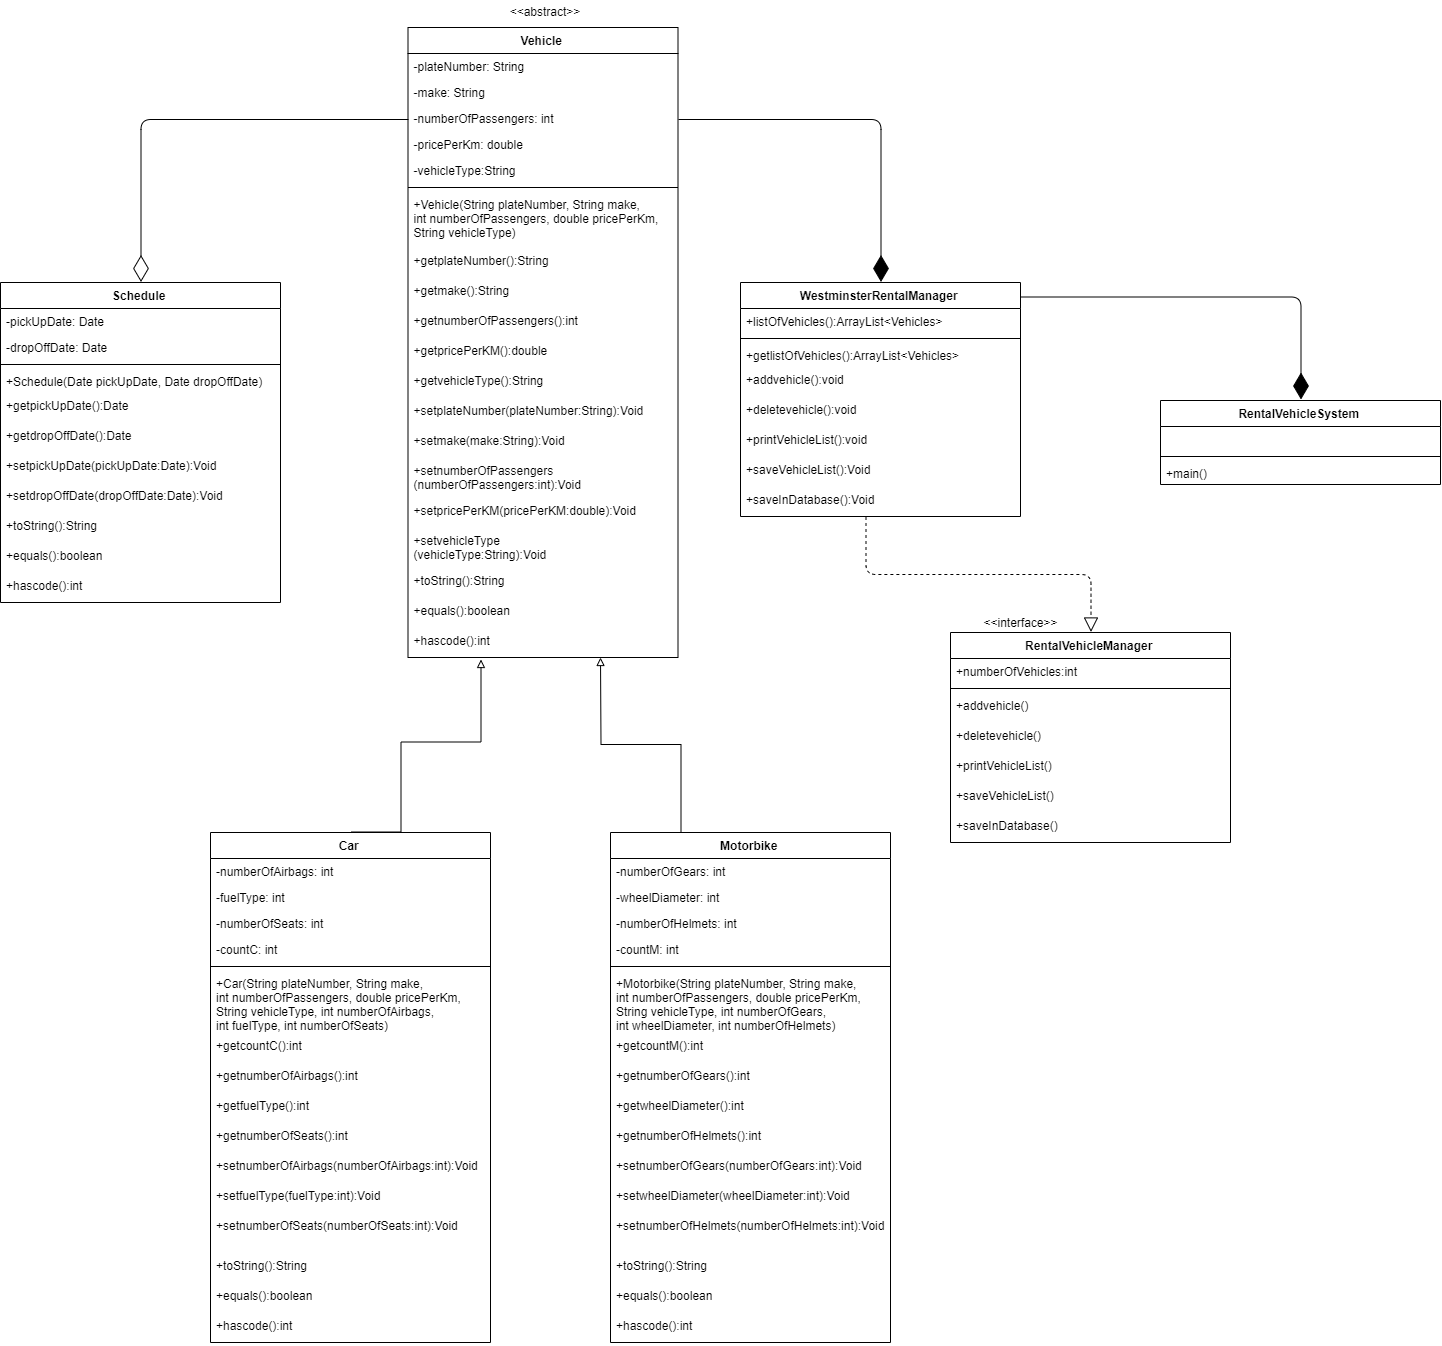 <<abstract>>
Vehicle
-plateNumber: String
-make: String
-numberOfPassengers: int
-pricePerKm: double
-vehicleType:String
+Vehicle(String plateNumber, String make,
int numberOfPassengers, double pricePerKm,
String vehicleType)
+getplateNumber():String
+getmake():String
+getnumberOfPassengers():int
+getpricePerKM():double
+getvehicleType():String
+setplateNumber(plateNumber:String):Void
+setmake(make:String):Void
+setnumberOfPassengers
(numberOfPassengers:int):Void
+setpricePerKM(pricePerKM:double):Void
+setvehicleType
(vehicleType:String):Void
+toString():String
+equals():boolean
+hascode():int
Schedule
-pickUpDate: Date
-dropOffDate: Date
+Schedule(Date pickUpDate, Date dropOffDate)
+getpickUpDate():Date
+getdropOffDate():Date
+setpickUpDate(pickUpDate:Date):Void
+setdropOffDate(dropOffDate:Date):Void
+toString():String
+equals():boolean
+hascode():int
WestminsterRentalManager
+listOfVehicles():ArrayList<Vehicles>
+getlistOfVehicles():ArrayList<Vehicles>
+addvehicle():void
+deletevehicle():void
+printVehicleList():void
+saveVehicleList():Void
+saveInDatabase():Void
RentalVehicleSystem
+main()
<<interface>>
RentalVehicleManager
+numberOfVehicles:int
+addvehicle()
+deletevehicle()
+printVehicleList()
+saveVehicleList()
+saveInDatabase()
Car
-numberOfAirbags: int
-fuelType: int
-numberOfSeats: int
-countC: int
+Car(String plateNumber, String make,
int numberOfPassengers, double pricePerKm,
String vehicleType, int numberOfAirbags,
int fuelType, int numberOfSeats)
+getcountC():int
+getnumberOfAirbags():int
+getfuelType():int
+getnumberOfSeats():int
+setnumberOfAirbags(numberOfAirbags:int):Void
+setfuelType(fuelType:int):Void
+setnumberOfSeats(numberOfSeats:int):Void
+toString():String
+equals():boolean
+hascode():int
Motorbike
-numberOfGears: int
-wheelDiameter: int
-numberOfHelmets: int
-countM: int
+Motorbike(String plateNumber, String make,
int numberOfPassengers, double pricePerKm,
String vehicleType, int numberOfGears,
int wheelDiameter, int numberOfHelmets)
+getcountM():int
+getnumberOfGears():int
+getwheelDiameter():int
+getnumberOfHelmets():int
+setnumberOfGears(numberOfGears:int):Void
+setwheelDiameter(wheelDiameter:int):Void
+setnumberOfHelmets(numberOfHelmets:int):Void
+toString():String
+equals():boolean
+hascode():int